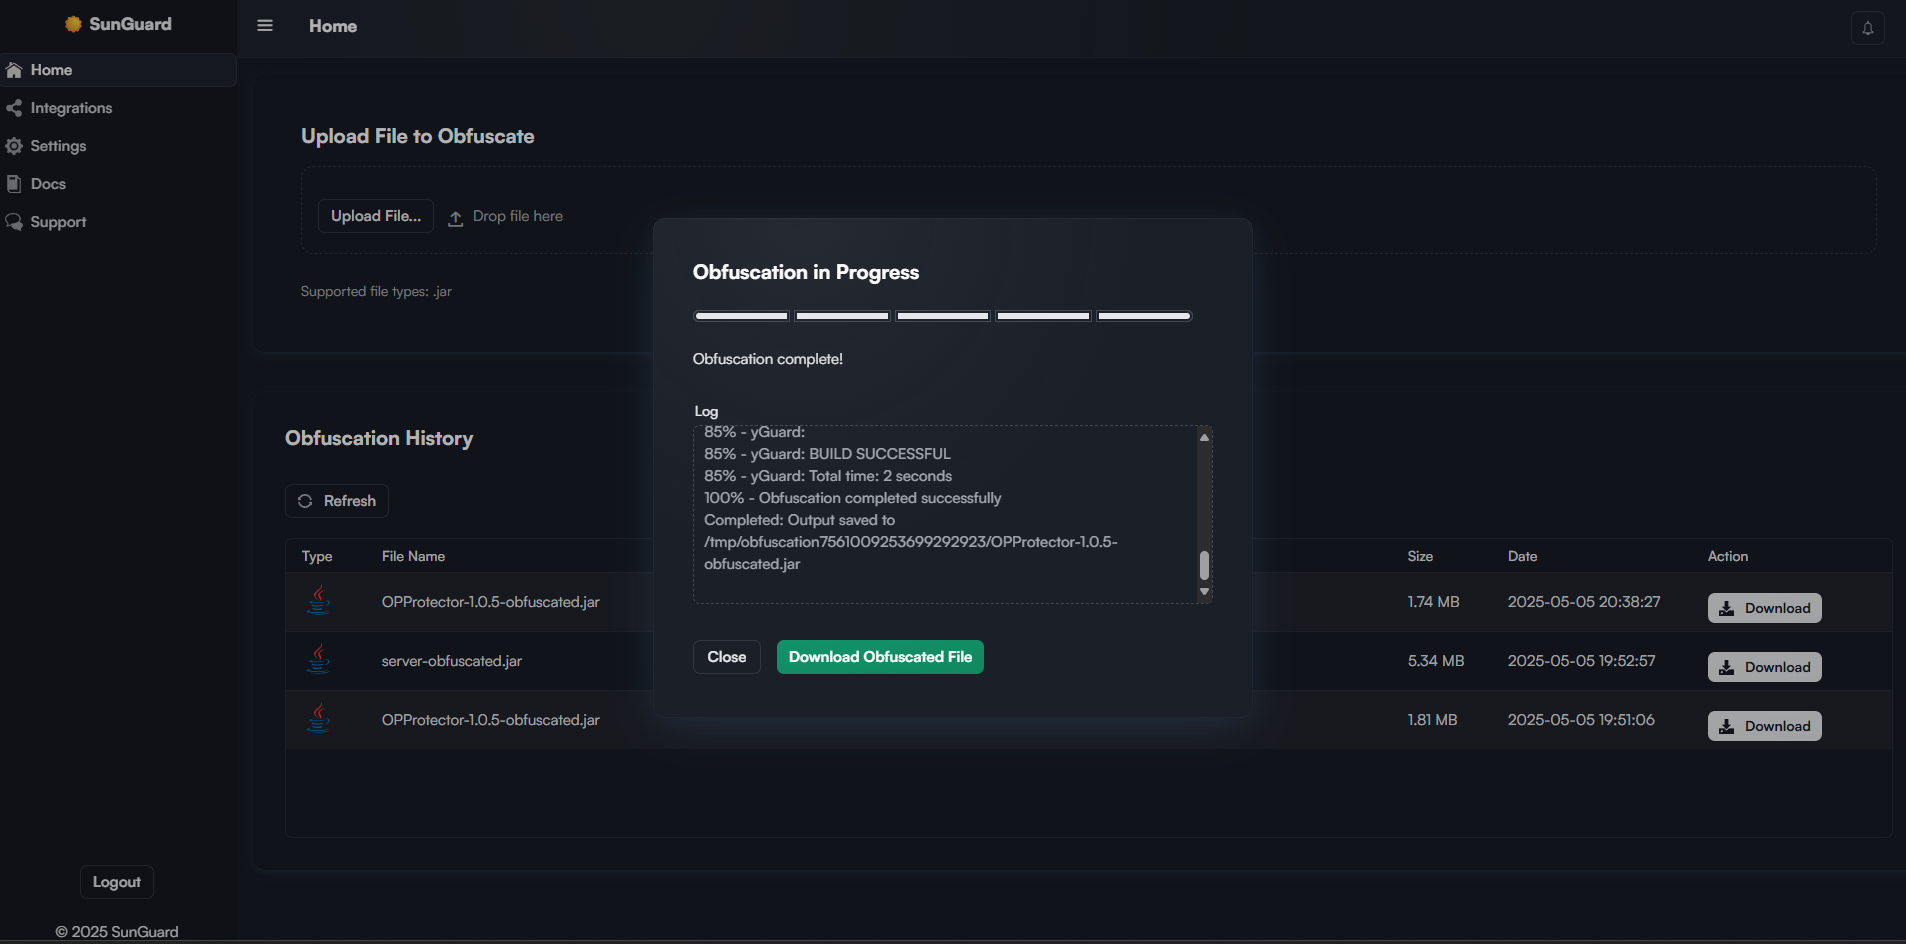 SunGuard
Home
Home
Integrations
Settings
Docs
Support
Upload File to Obfuscate
Upload File...
Drop file here
Supported file types: .jar
Obfuscation in Progress
Obfuscation complete!
Log
85% - yGuard:
85% - yGuard: BUILD SUCCESSFUL
85% - yGuard: Total time: 2 seconds
100% - Obfuscation completed successfully
Completed: Output saved to
/tmp/obfuscation7561009253699292923/OPProtector-1.0.5-
obfuscated.jar
Close
Download Obfuscated File
Obfuscation History
Refresh
Type File Name Size Date Action
OPProtector-1.0.5-obfuscated.jar 1.74 MB 2025-05-05 20:38:27 Download
server-obfuscated.jar 5.34 MB 2025-05-05 19:52:57 Download
OPProtector-1.0.5-obfuscated.jar 1.81 MB 2025-05-05 19:51:06 Download
Logout
© 2025 SunGuard